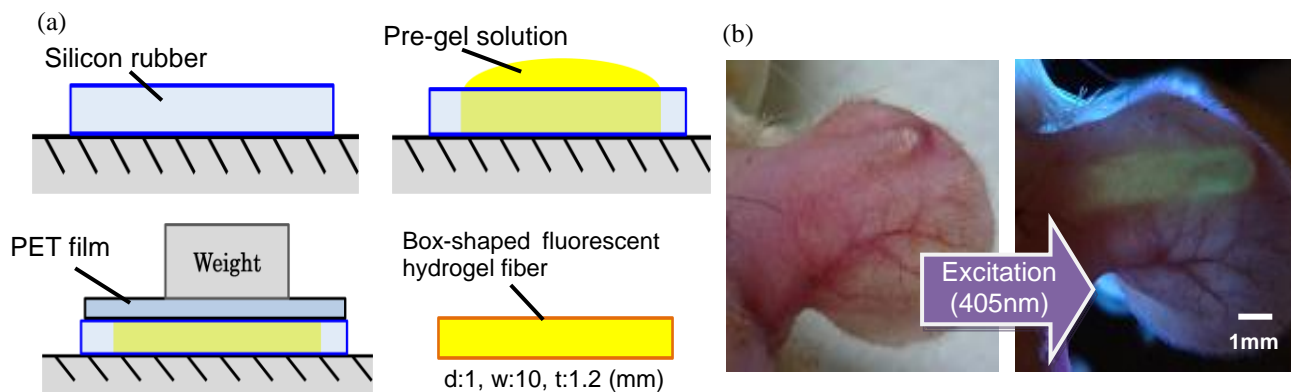 (a)
Silicon rubber
Pre-gel solution
PET film
Weight
Box-shaped fluorescent
hydrogel fiber
d:1, w:10, t:1.2 (mm)
(b)
Excitation
(405nm)
1mm